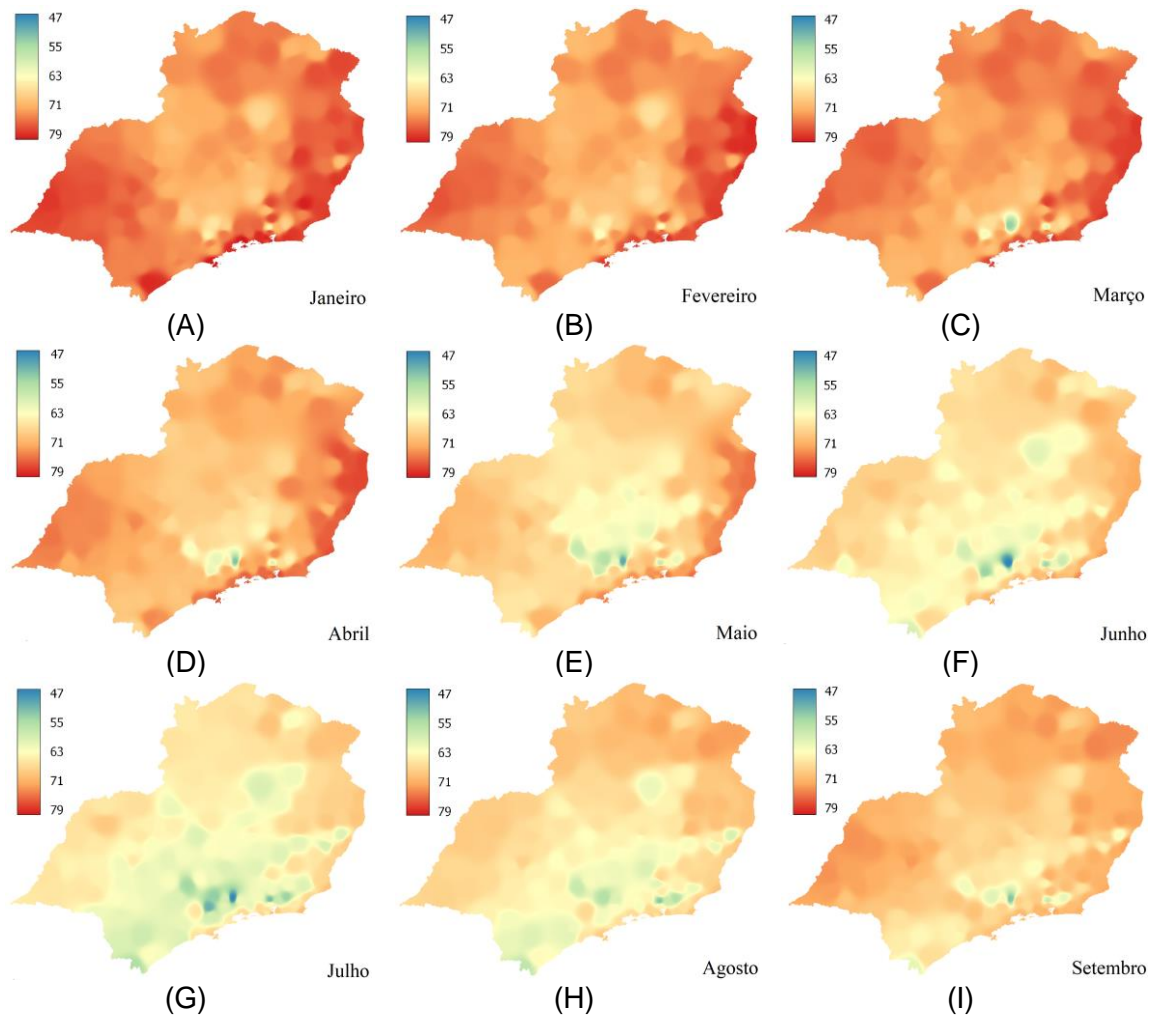 47
55
63
71
79
Janeiro
(A)
47
55
63
71
79
Fevereiro
(B)
47
55
63
71
79
Março
(C)
47
55
63
71
79
Abril
(D)
47
55
63
71
79
Maio
(E)
47
55
63
71
79
Junho
(F)
47
55
63
71
79
Julho
(G)
47
55
63
71
79
Agosto
(H)
47
55
63
71
79
Setembro
(I)